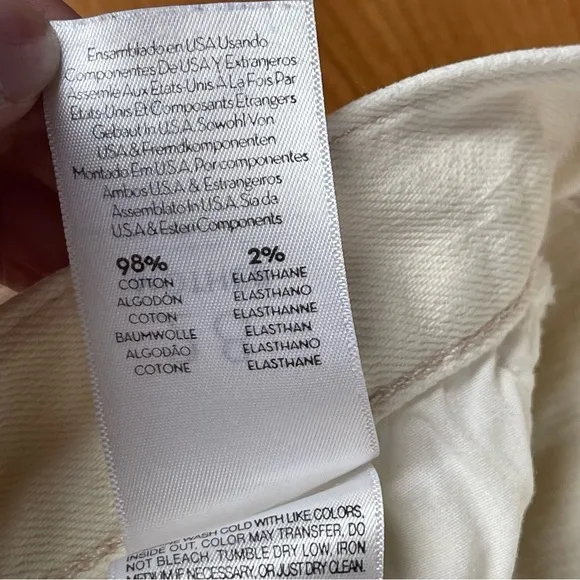 Ensamblado en USA Usando
Componentes De USA Y Extranjeros
Assemie Aux Etats-Unis A La Fois Par
Etats-Unis Et Composants Etrangers
Gebaut In U.S.A. Sowohl Von
USA & Fremdkomponenten
Montado Em U.S.A. Por componentes
Ambos U.S.A & Estrangeiros
Assemblato In U.S.A. Sia da
U.S.A & Esteri Components
98% 2%
COTTON ELASTHANE
ALGODÓN ELASTHANO
COTON ELASTHANNE
BAUMWOLLE ELASTHAN
ALGODÃO ELASTHANO
COTONE ELASTHANE
WASH COLD WITH LIKE COLORS,
INSIDE OUT, COLOR MAY TRANSFER, DO
NOT BLEACH, TUMBLE DRY LOW, IRON
MEDIUM IF NECESSARY, OR JUST DRY CLEAN.